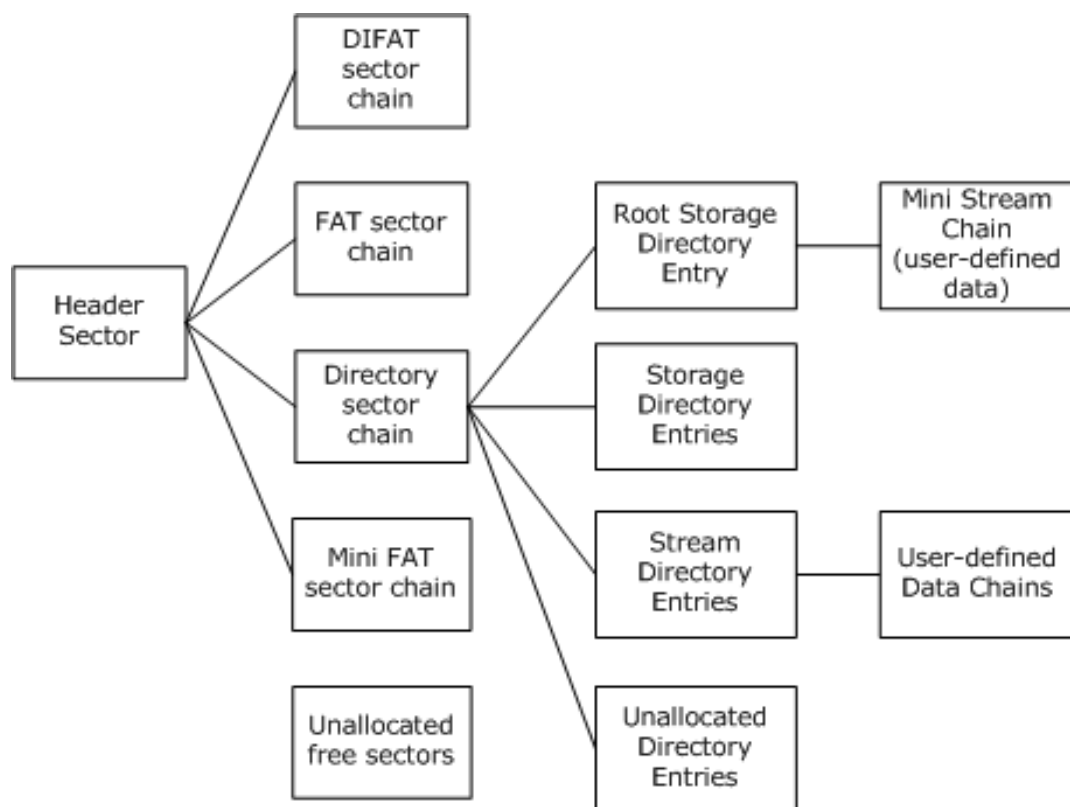 DIFAT
sector
chain
FAT sector
chain
Root Storage
Directory
Entry
Mini Stream
Chain
(user-defined
data)
Header
Sector
Directory
sector
chain
Storage
Directory
Entries
Mini FAT
sector chain
Stream
Directory
Entries
User-defined
Data Chains
Unallocated
free sectors
Unallocated
Directory
Entries